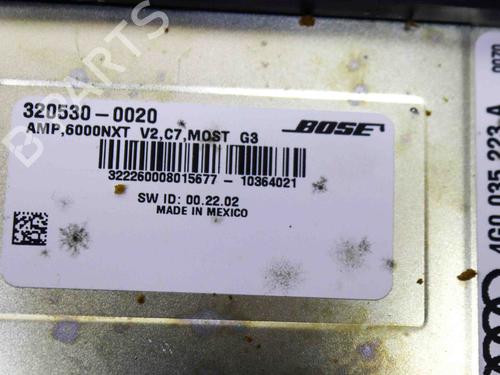 320530-0020
BOSE
AMP,6000NXT V2,C7,MOST G3
322260008015677 - 10364021
SW ID: 00.22.02
MADE IN MEXICO
4G0 035 223 A
B PARTS